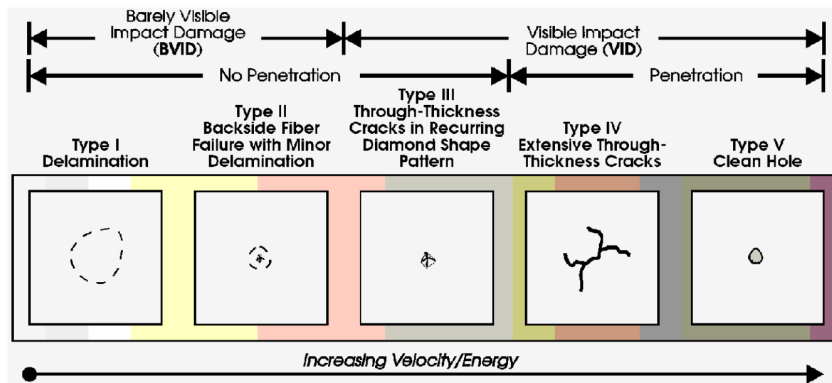 Barely Visible
Impact Damage
(BVID)
Visible Impact
Damage (VID)
No Penetration
Penetration
Type I
Delamination
Type II
Backside Fiber
Failure with Minor
Delamination
Type III
Through-Thickness
Cracks in Recurring
Diamond Shape
Pattern
Type IV
Extensive Through-
Thickness Cracks
Type V
Clean Hole
Increasing Velocity/Energy